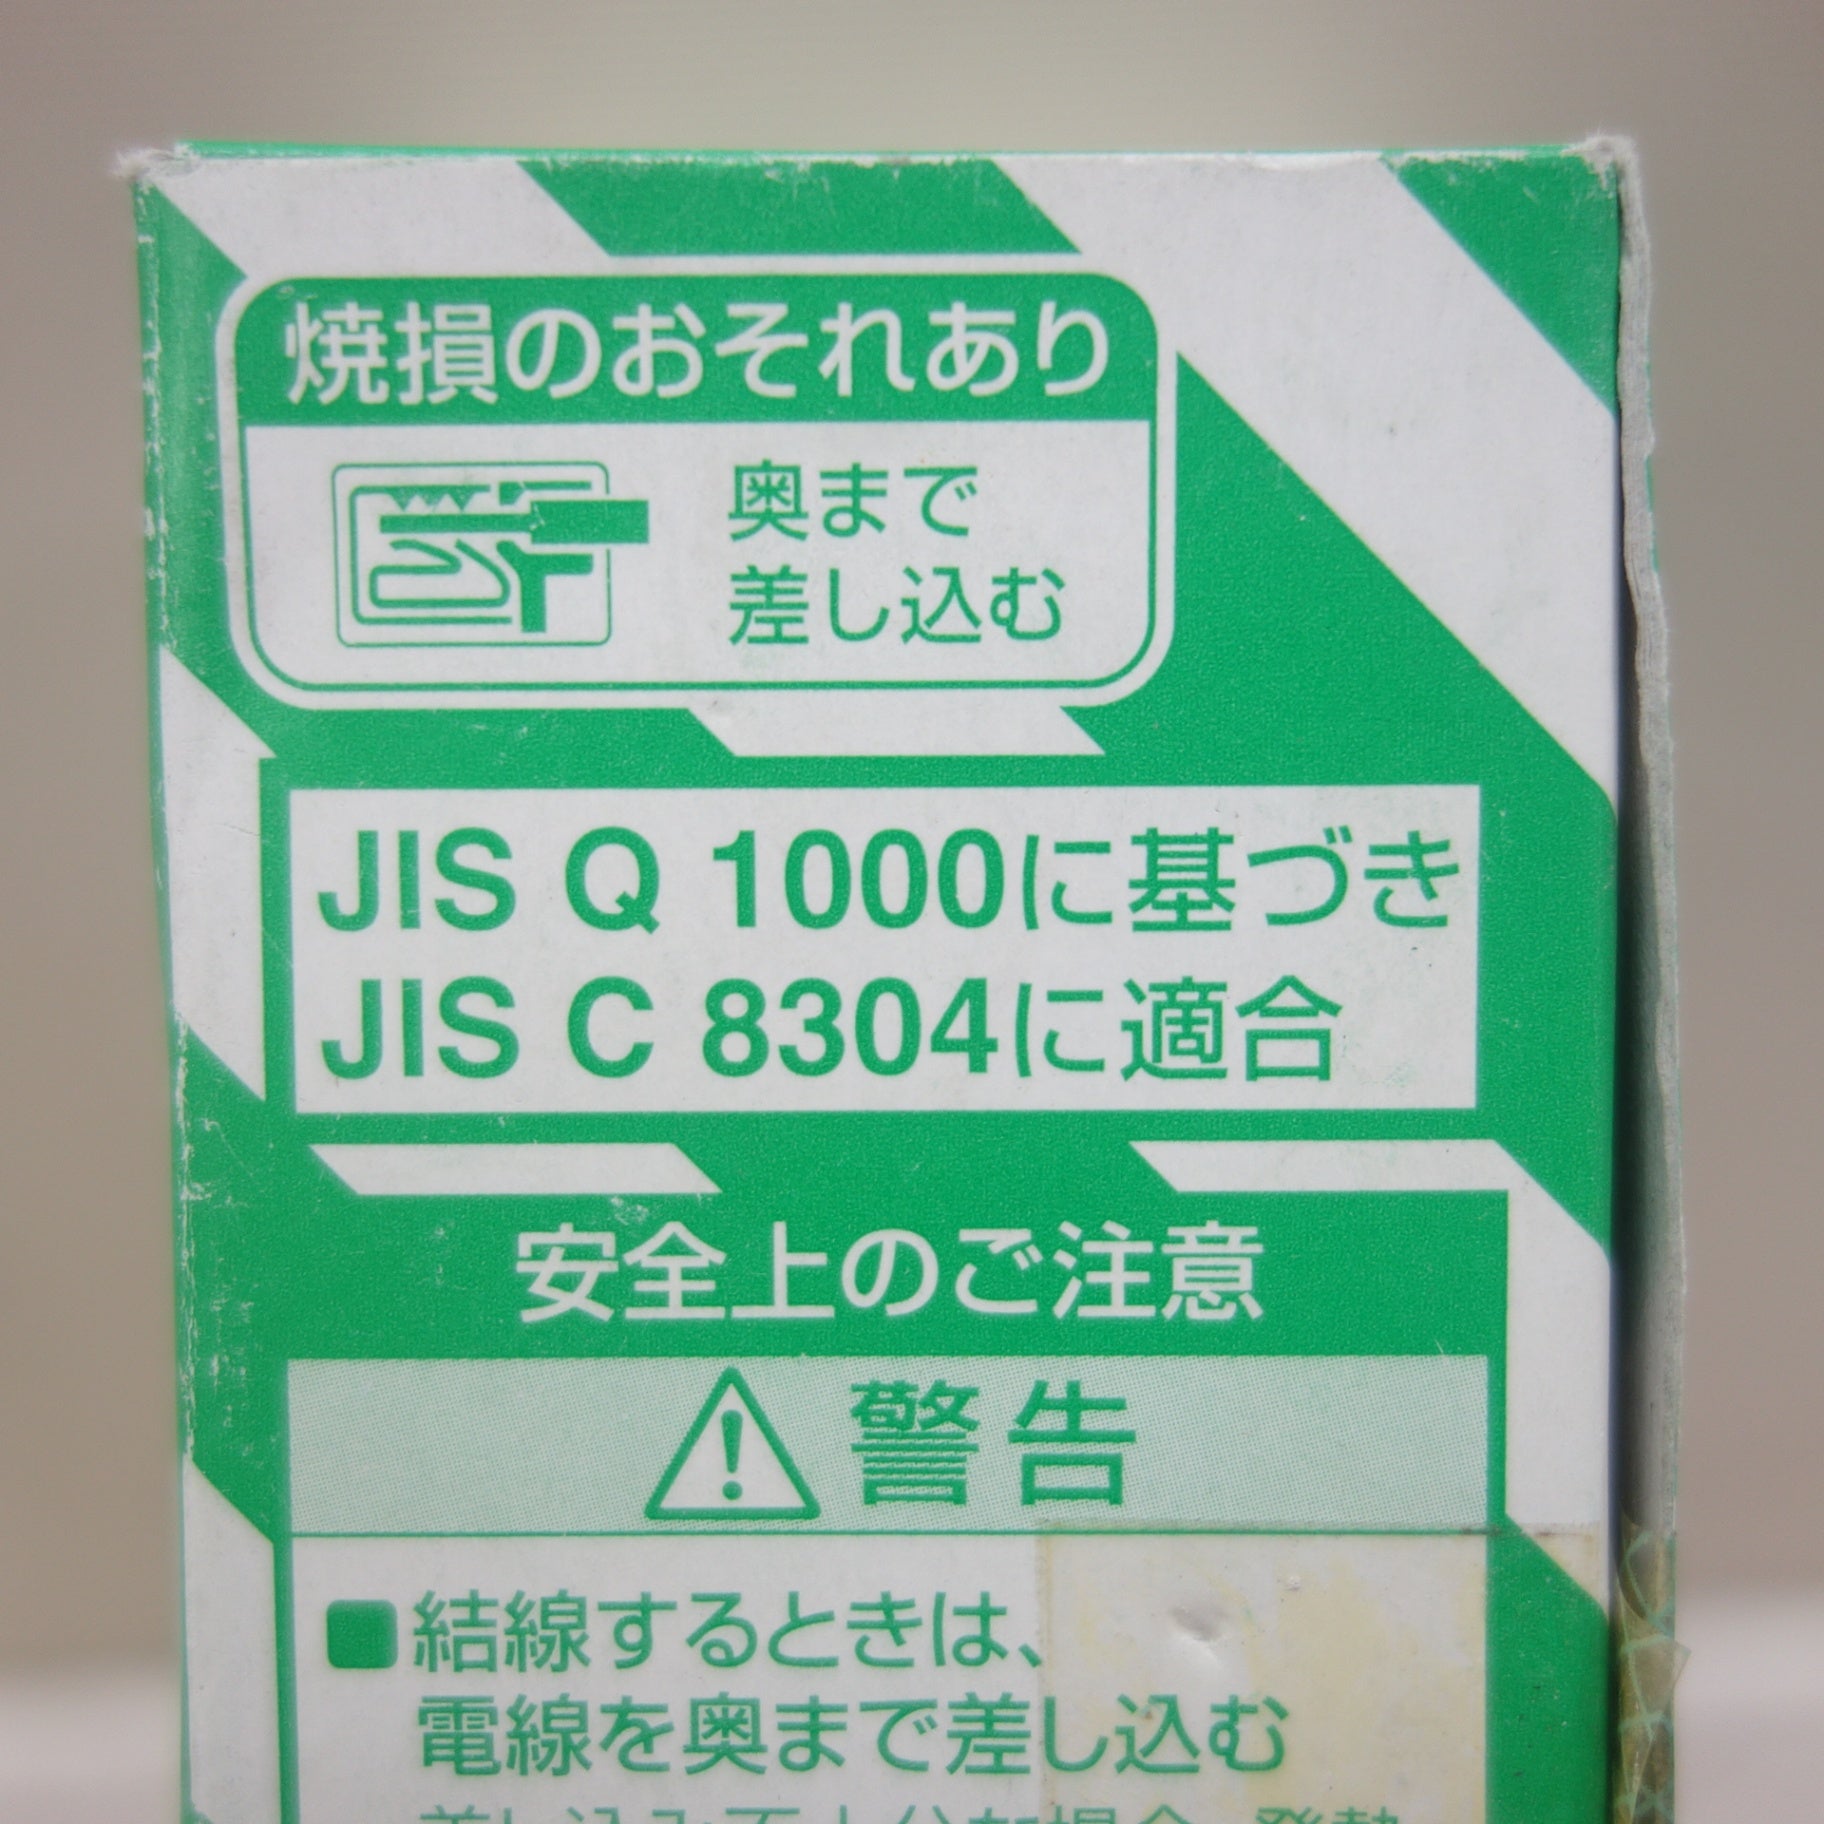 焼損のおそれあり
奥まで
差し込む
JIS Q 1000に基づき
JIS C 8304に適合
安全上のご注意
警告
■結線するときは、
電線を奥まで差し込む